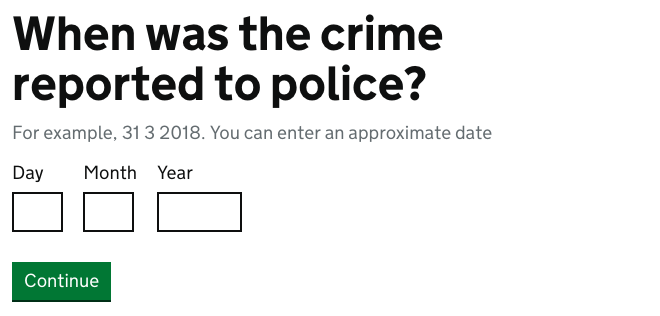 When was the crime
reported to police?
For example, 31 3 2018. You can enter an approximate date
Day Month Year
Continue